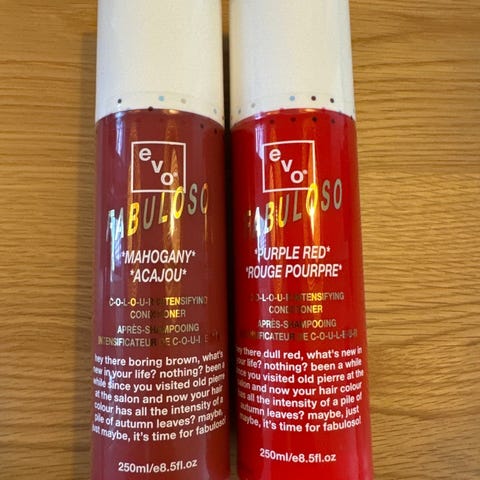 evo®
FABULOSO
*MAHOGANY*
*ACAJOU*
C-O-L-O-U-R-INTENSIFYING
CONDITIONER
APRÈS-SHAMPOOING
INTENSIFICATEUR DE C-O-U-L-E-U-R
hey there boring brown, what's
new in your life? nothing? been a
while since you visited old pierre
at the salon and now your hair
colour has all the intensity of a
pile of autumn leaves? maybe,
just maybe, it's time for fabuloso!
250ml/e8.5fl.oz
evo®
FABULOSO
*PURPLE RED*
*ROUGE POURPRE*
C-O-L-O-U-R-INTENSIFYING
CONDITIONER
APRÈS-SHAMPOOING
INTENSIFICATEUR DE C-O-U-L-E-U-R
hey there dull red, what's new in
your life? nothing? been a while
since you visited old pierre at the
salon and now your hair colour
has all the intensity of a pile of
autumn leaves? maybe, just
maybe, it's time for fabuloso!
250ml/e8.5fl.oz